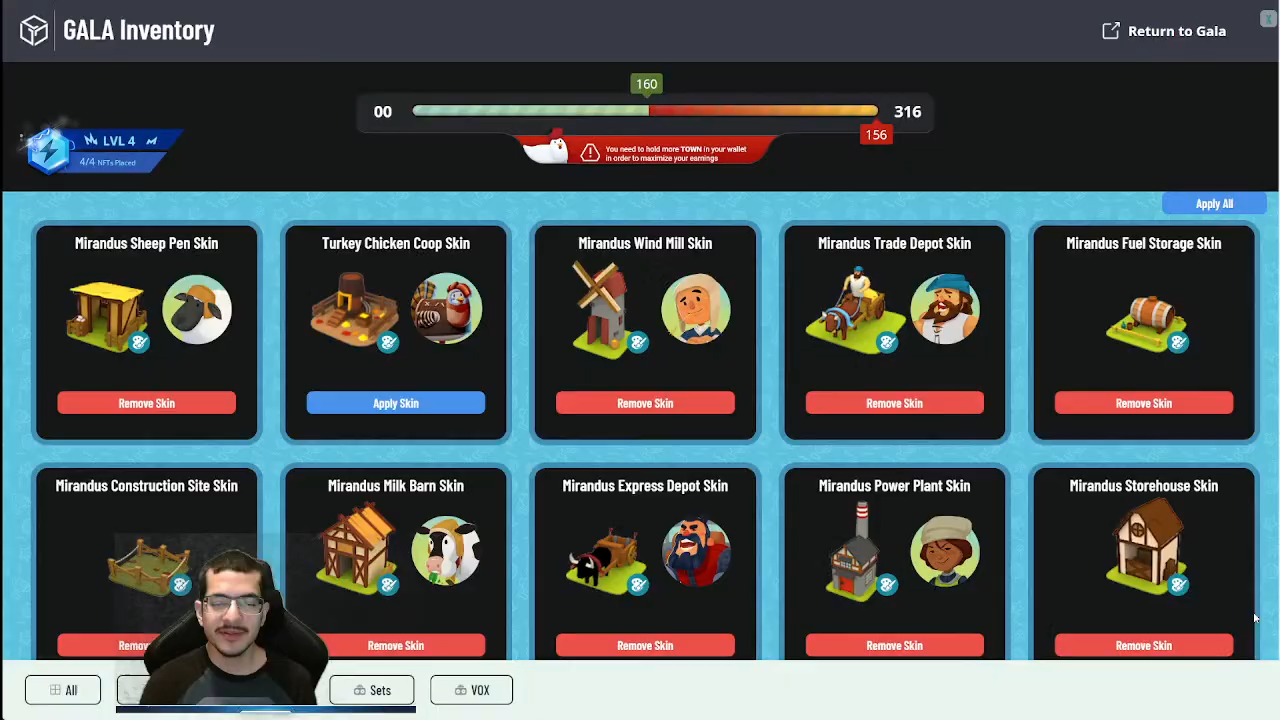 GALA Inventory
Return to Gala
X
160
00
316
156
LVL 4
4/4 NFTs Placed
You need to hold more TOWN in your wallet
in order to maximize your earnings
Apply All
Mirandus Sheep Pen Skin
Turkey Chicken Coop Skin
Mirandus Wind Mill Skin
Mirandus Trade Depot Skin
Mirandus Fuel Storage Skin
Remove Skin
Apply Skin
Remove Skin
Remove Skin
Remove Skin
Mirandus Construction Site Skin
Mirandus Milk Barn Skin
Mirandus Express Depot Skin
Mirandus Power Plant Skin
Mirandus Storehouse Skin
Remove Skin
Remove Skin
Remove Skin
Remove Skin
All
Sets
VOX